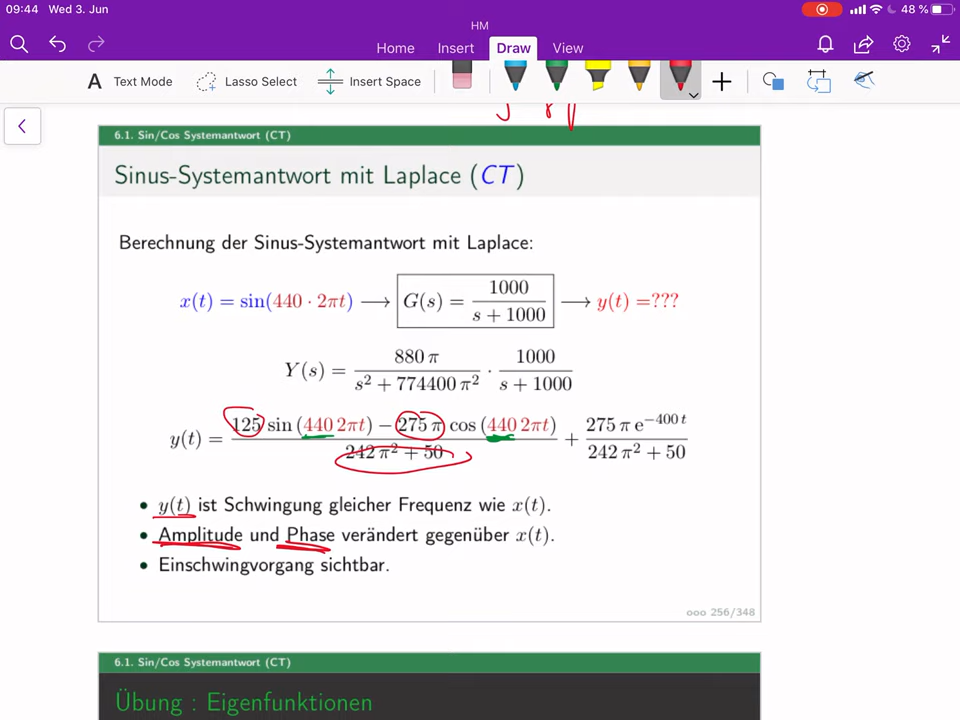 09:44 Wed 3. Jun
48 %
HM
Home Insert Draw View
A Text Mode Lasso Select Insert Space
6.1. Sin/Cos Systemantwort (CT)
Sinus-Systemantwort mit Laplace (CT)
Berechnung der Sinus-Systemantwort mit Laplace:
x(t) = sin(440 · 2πt) ⟶ G(s) = 1000 / (s + 1000) ⟶ y(t) =???
Y(s) = 880 π / (s² + 774400 π²) · 1000 / (s + 1000)
y(t) = (125 sin (440 2πt) − 275 π cos (440 2πt)) / (242 π² + 50) + 275 π e^(−400 t) / (242 π² + 50)
• y(t) ist Schwingung gleicher Frequenz wie x(t).
• Amplitude und Phase verändert gegenüber x(t).
• Einschwingvorgang sichtbar.
ooo 256/348
6.1. Sin/Cos Systemantwort (CT)
Übung : Eigenfunktionen